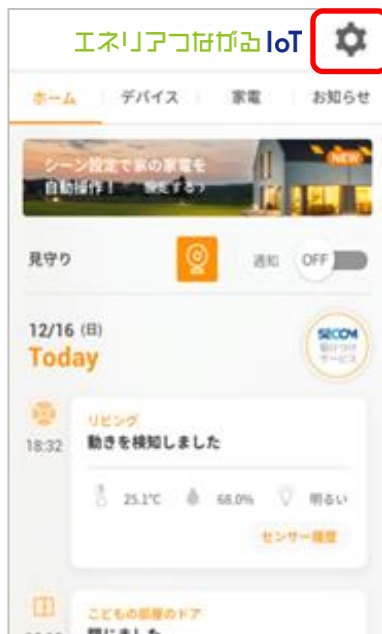 エネリアつながるIoT
ホーム デバイス 家電 お知らせ
シーン設定で家の家電を
自動操作! 設定する>
NEW
見守り 通知 OFF
12/16 (日)
Today
SECOM
駆けつけ
サービス
リビング
18:32 動きを検知しました
25.1℃ 68.0% 明るい
センサー履歴
こどもの部屋のドア
閉じました